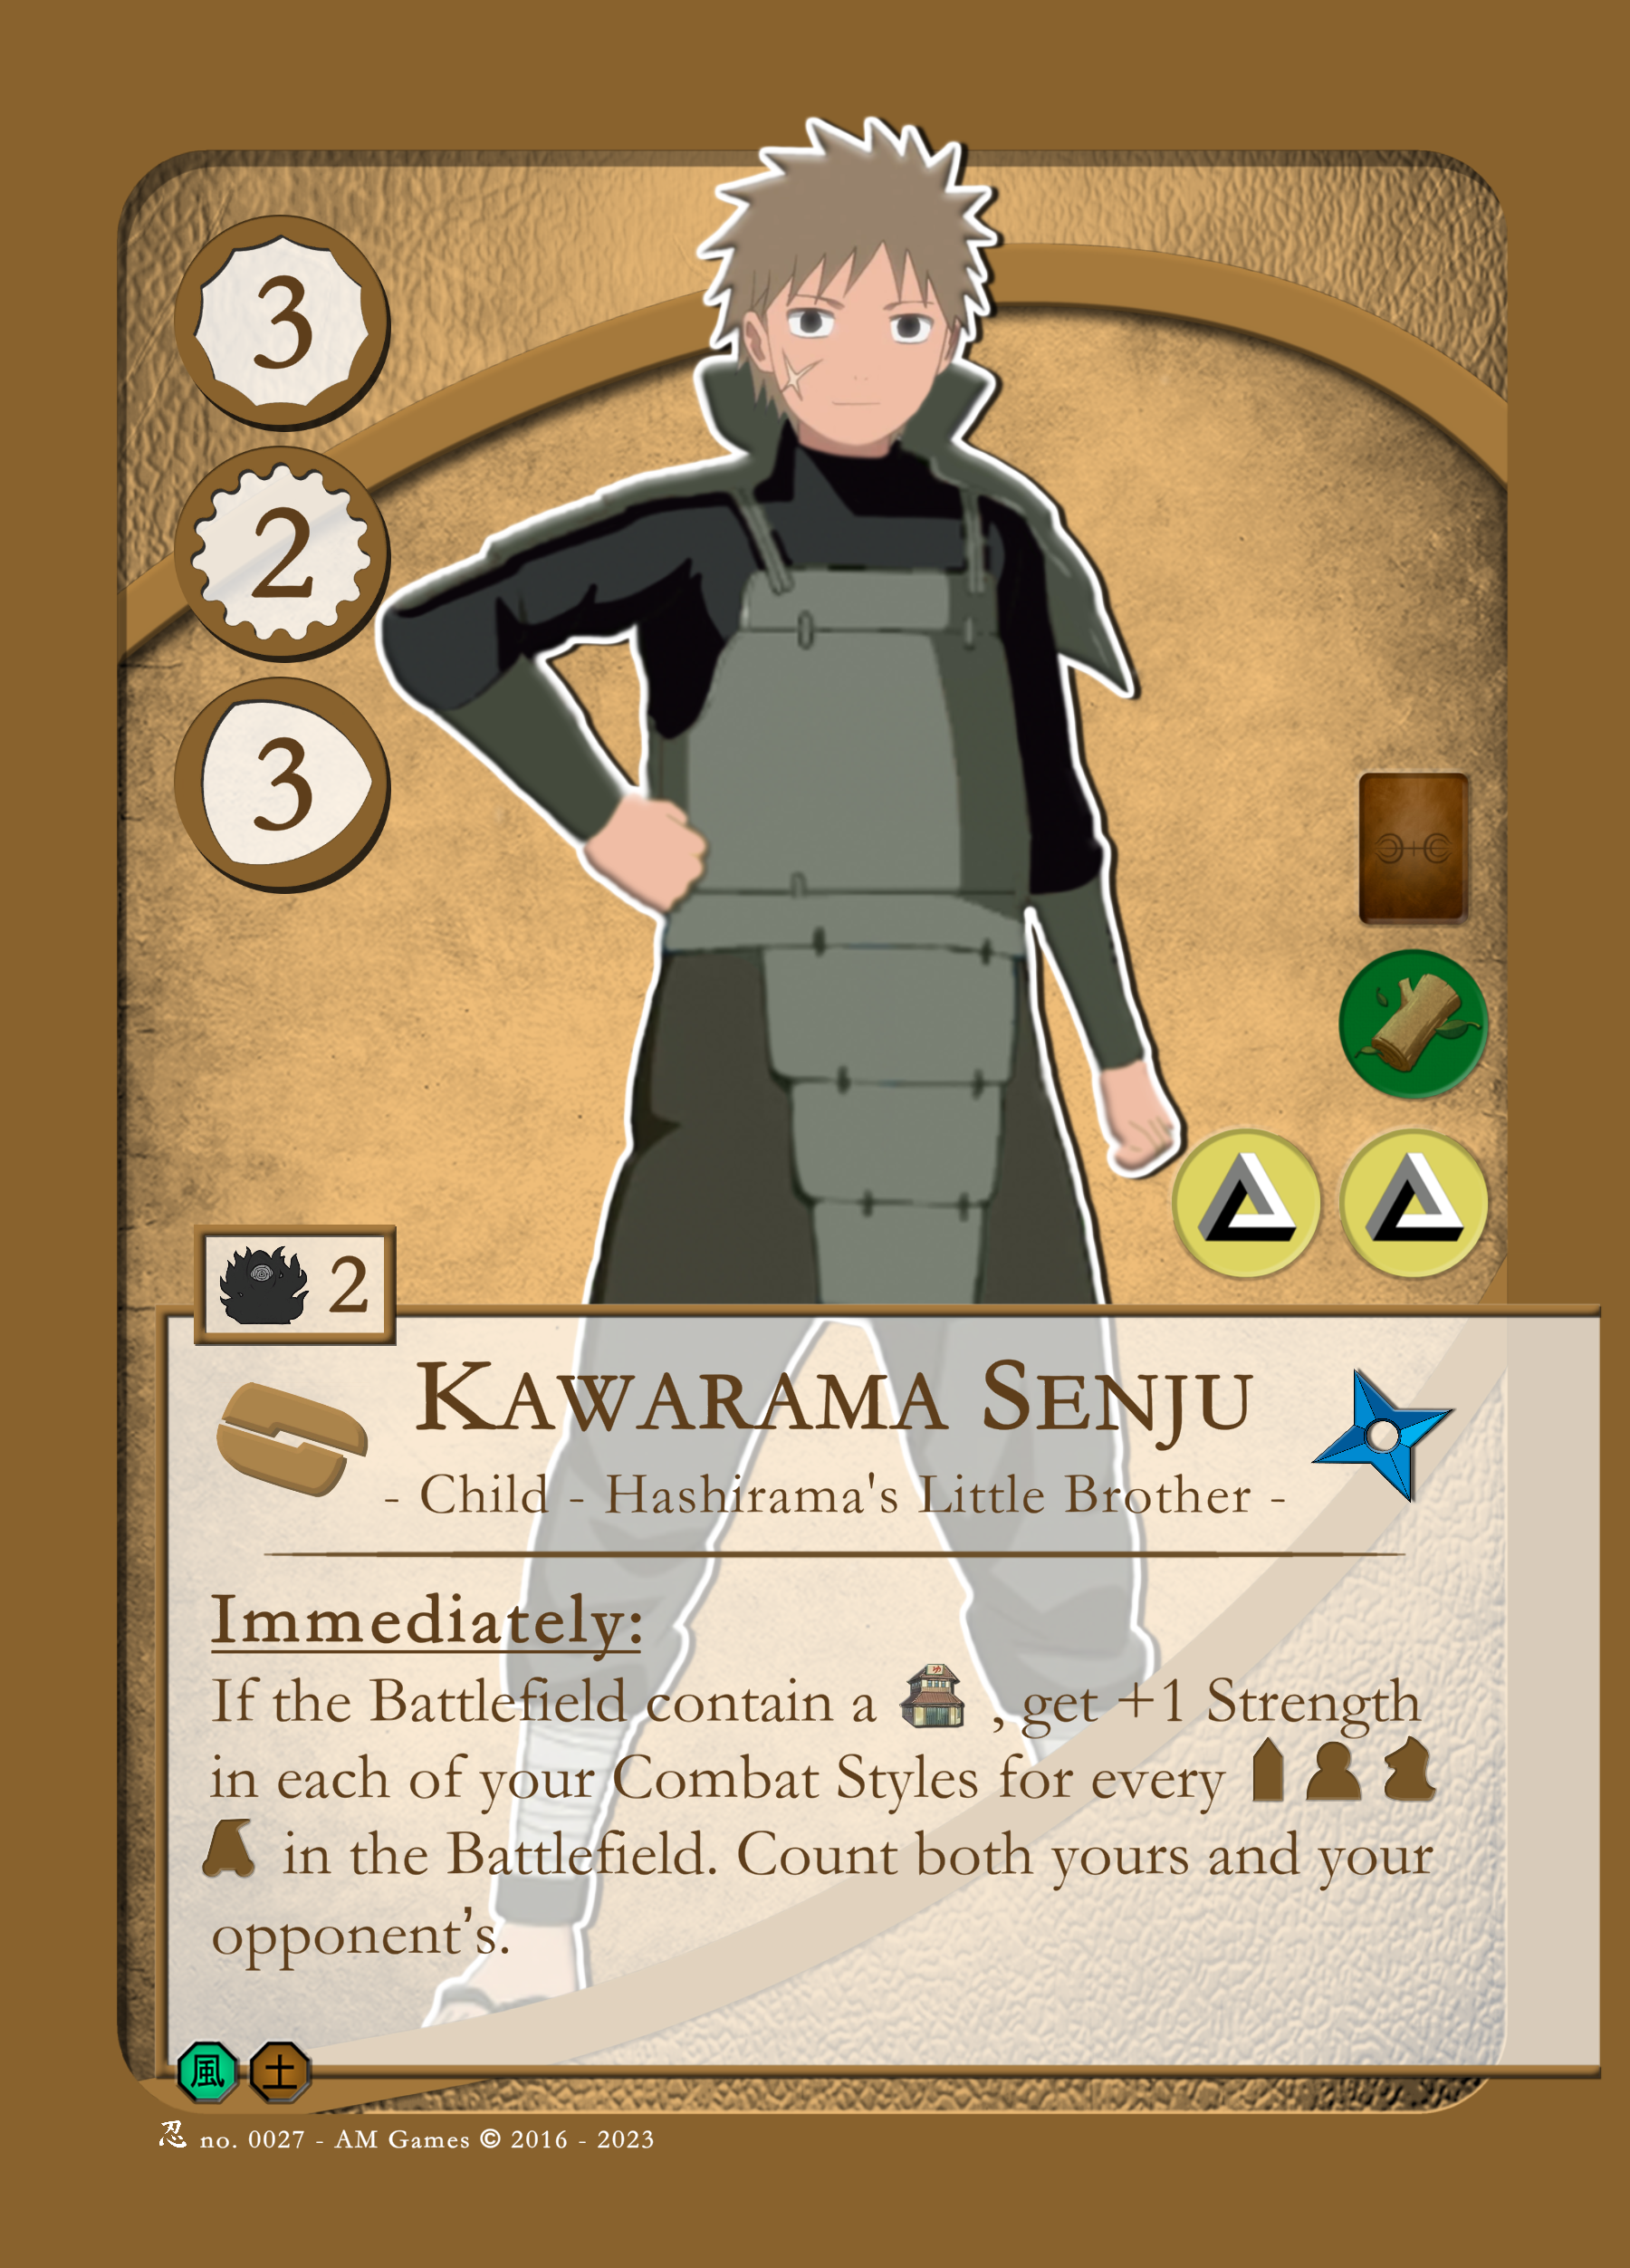 3
2
3
2
Kawarama Senju
- Child - Hashirama's Little Brother -
Immediately:
If the Battlefield contain a , get +1 Strength
in each of your Combat Styles for every
in the Battlefield. Count both yours and your
opponent's.
風 土
忍 no. 0027 - AM Games © 2016 - 2023